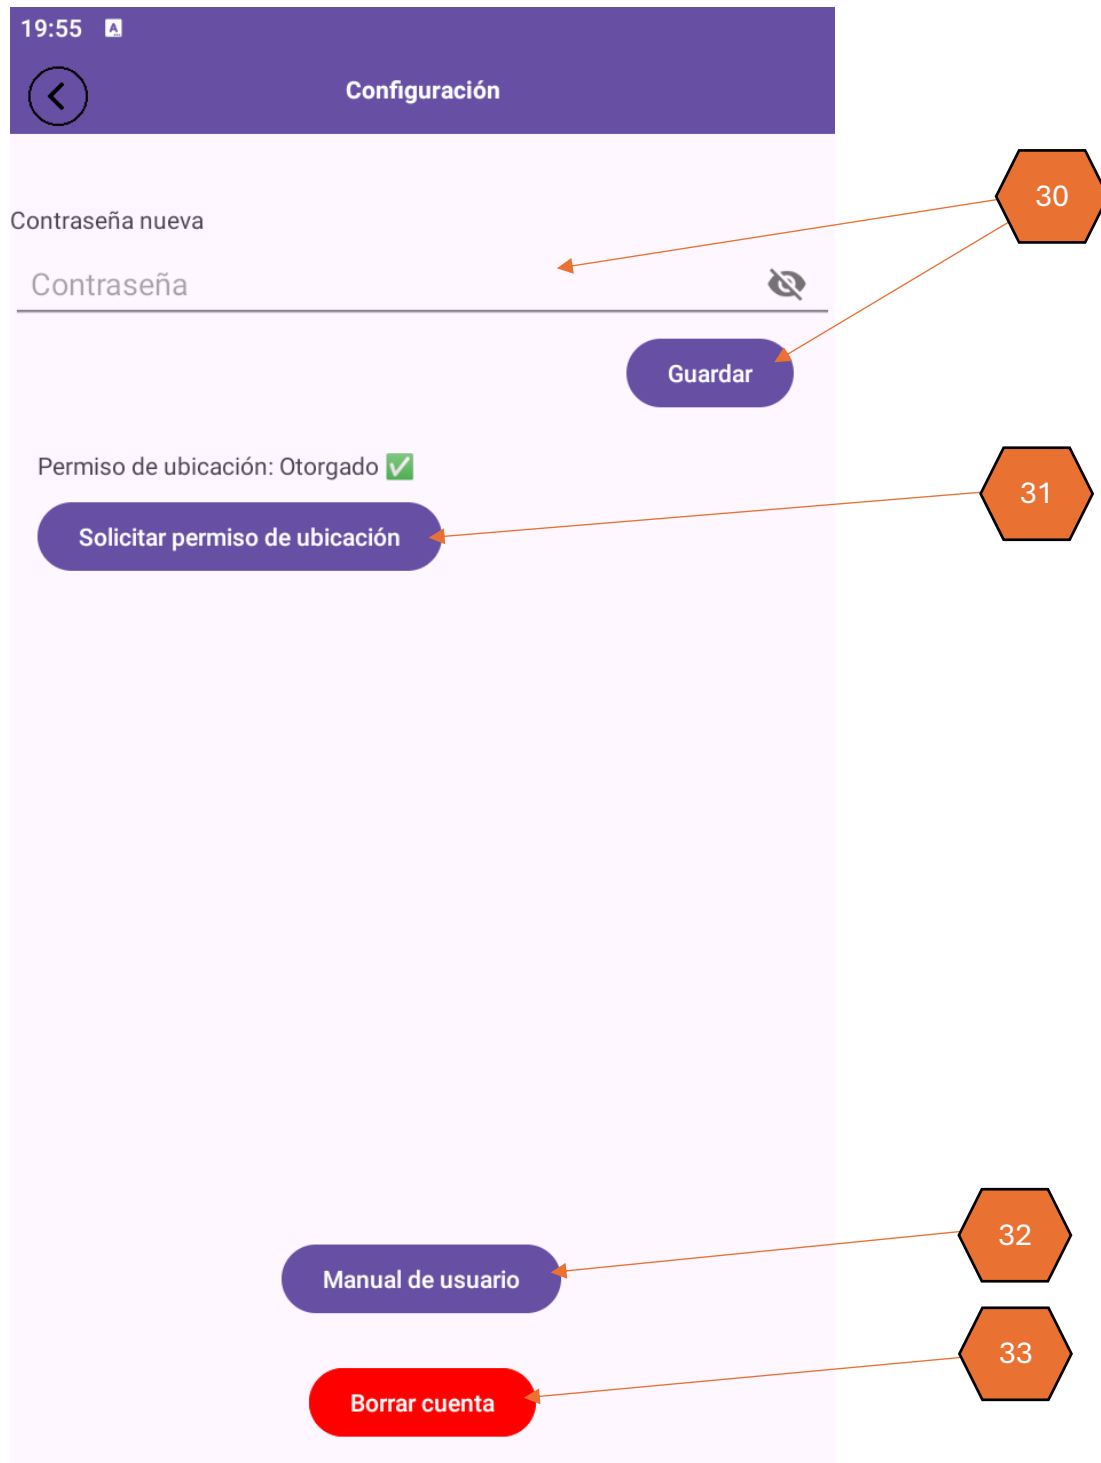 19:55 A
Configuración
30
Contraseña nueva
Contraseña
Guardar
Permiso de ubicación: Otorgado ✅
31
Solicitar permiso de ubicación
32
Manual de usuario
33
Borrar cuenta